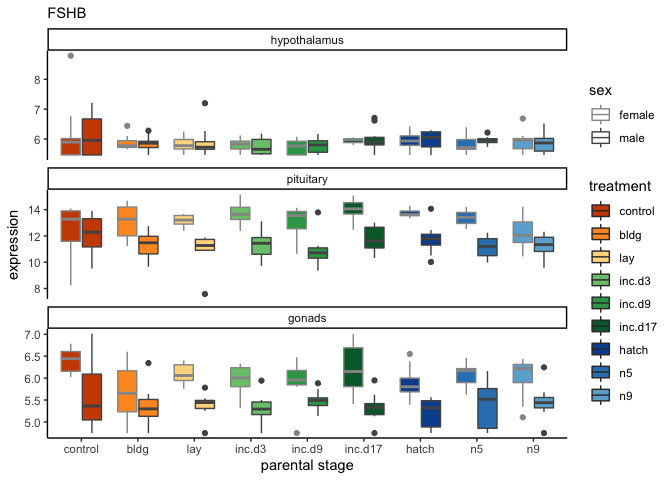 FSHB
hypothalamus
8
7
6
pituitary
14
12
10
8
gonads
7.0
6.5
6.0
5.5
5.0
expression
control bldg lay inc.d3 inc.d9 inc.d17 hatch n5 n9
parental stage
sex
female
male
treatment
control
bldg
lay
inc.d3
inc.d9
inc.d17
hatch
n5
n9